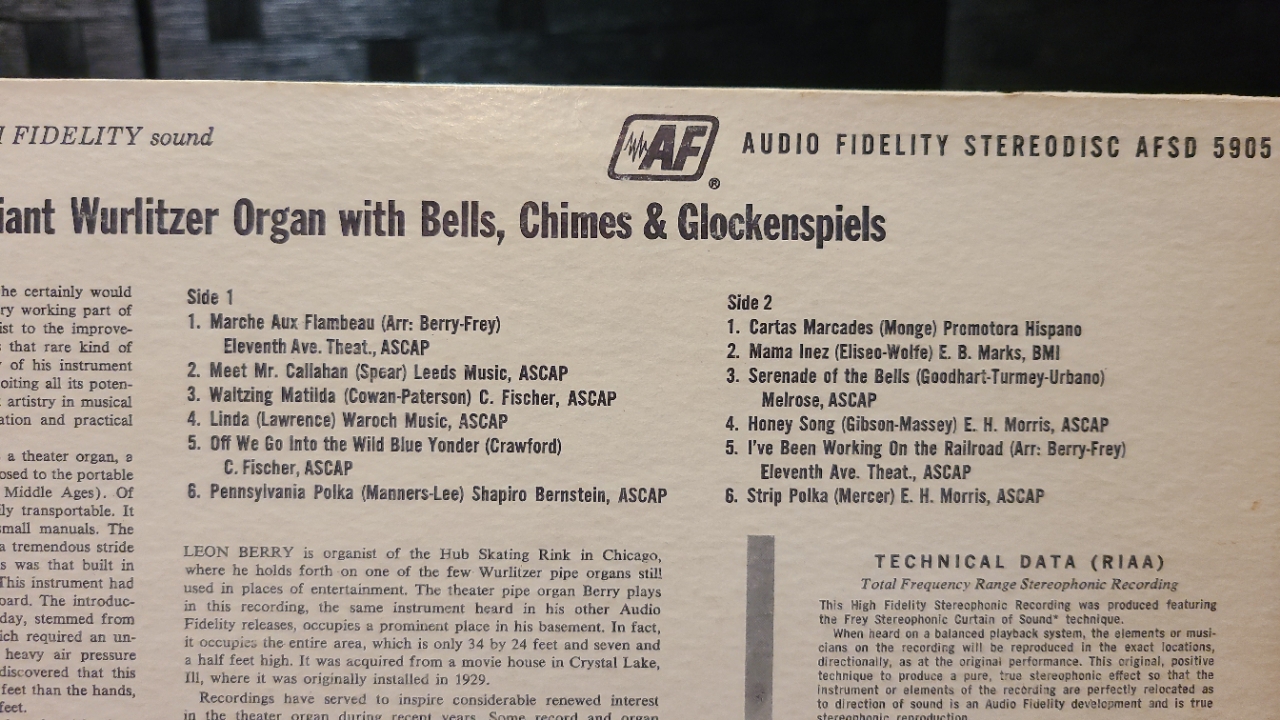 FIDELITY sound
AF
®
AUDIO FIDELITY STEREODISC AFSD 5905
iant Wurlitzer Organ with Bells, Chimes & Glockenspiels
he certainly would
ry working part of
ist to the improve-
that rare kind of
of his instrument
oiting all its poten-
artistry in musical
ation and practical
a theater organ, a
osed to the portable
Middle Ages). Of
ily transportable. It
small manuals. The
a tremendous stride
s was that built in
This instrument had
oard. The introduc-
day, stemmed from
ich required an un-
heavy air pressure
discovered that this
feet than the hands,
feet.
Side 1
1. Marche Aux Flambeau (Arr: Berry-Frey)
Eleventh Ave. Theat., ASCAP
2. Meet Mr. Callahan (Spear) Leeds Music, ASCAP
3. Waltzing Matilda (Cowan-Paterson) C. Fischer, ASCAP
4. Linda (Lawrence) Waroch Music, ASCAP
5. Off We Go Into the Wild Blue Yonder (Crawford)
C. Fischer, ASCAP
6. Pennsylvania Polka (Manners-Lee) Shapiro Bernstein, ASCAP
Side 2
1. Cartas Marcades (Monge) Promotora Hispano
2. Mama Inez (Eliseo-Wolfe) E. B. Marks, BMI
3. Serenade of the Bells (Goodhart-Turmey-Urbano)
Melrose, ASCAP
4. Honey Song (Gibson-Massey) E. H. Morris, ASCAP
5. I've Been Working On the Railroad (Arr: Berry-Frey)
Eleventh Ave. Theat., ASCAP
6. Strip Polka (Mercer) E. H. Morris, ASCAP
LEON BERRY is organist of the Hub Skating Rink in Chicago,
where he holds forth on one of the few Wurlitzer pipe organs still
used in places of entertainment. The theater pipe organ Berry plays
in this recording, the same instrument heard in his other Audio
Fidelity releases, occupies a prominent place in his basement. In fact,
it occupies the entire area, which is only 34 by 24 feet and seven and
a half feet high. It was acquired from a movie house in Crystal Lake,
Ill, where it was originally installed in 1929.
Recordings have served to inspire considerable renewed interest
in the theater organ during recent years. Some record and organ
TECHNICAL DATA (RIAA)
Total Frequency Range Stereophonic Recording
This High Fidelity Stereophonic Recording was produced featuring
the Frey Stereophonic Curtain of Sound* technique.
When heard on a balanced playback system, the elements or musi-
cians on the recording will be reproduced in the exact locations,
directionally, as at the original performance. This original, positive
technique to produce a pure, true stereophonic effect so that the
instrument or elements of the recording are perfectly relocated as
to direction of sound is an Audio Fidelity development and is true
stereophonic reproduction.